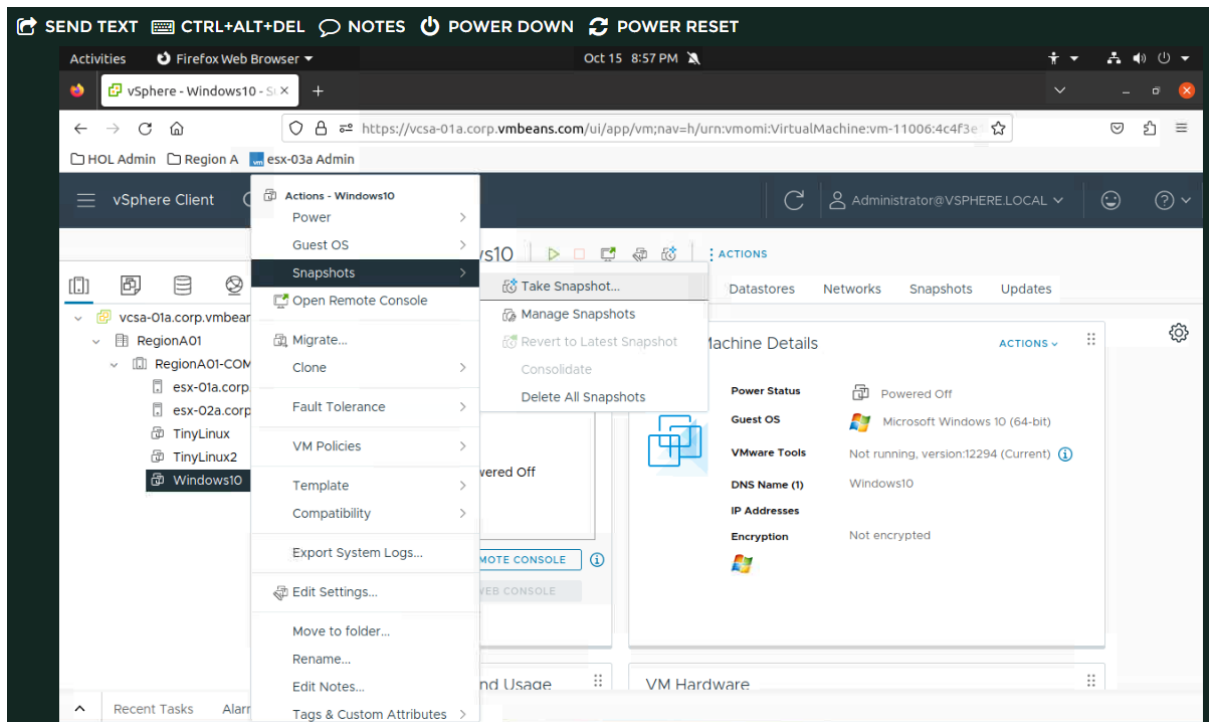 SEND TEXT CTRL+ALT+DEL NOTES POWER DOWN POWER RESET
Activities Firefox Web Browser Oct 15 8:57 PM
vSphere - Windows10 - S
https://vcsa-01a.corp.vmbeans.com/ui/app/vm;nav=h/urn:vmomi:VirtualMachine:vm-11006:4c4f3e
HOL Admin Region A vm esx-03a Admin
vSphere Client
Administrator@VSPHERE.LOCAL
Actions - Windows10
Power
Guest OS
Snapshots
Open Remote Console
Migrate...
Clone
Fault Tolerance
VM Policies
Template
Compatibility
Export System Logs...
Edit Settings...
Move to folder...
Rename...
Edit Notes...
Tags & Custom Attributes
Take Snapshot...
Manage Snapshots
Revert to Latest Snapshot
Consolidate
Delete All Snapshots
vcsa-01a.corp.vmbear
RegionA01
RegionA01-COM
esx-01a.corp
esx-02a.corp
TinyLinux
TinyLinux2
Windows10
ws10 ACTIONS
Datastores Networks Snapshots Updates
Machine Details ACTIONS
Power Status Powered Off
Guest OS Microsoft Windows 10 (64-bit)
VMware Tools Not running, version:12294 (Current)
DNS Name (1) Windows10
IP Addresses
Encryption Not encrypted
wered Off
MOTE CONSOLE
WEB CONSOLE
nd Usage
VM Hardware
Recent Tasks Alar